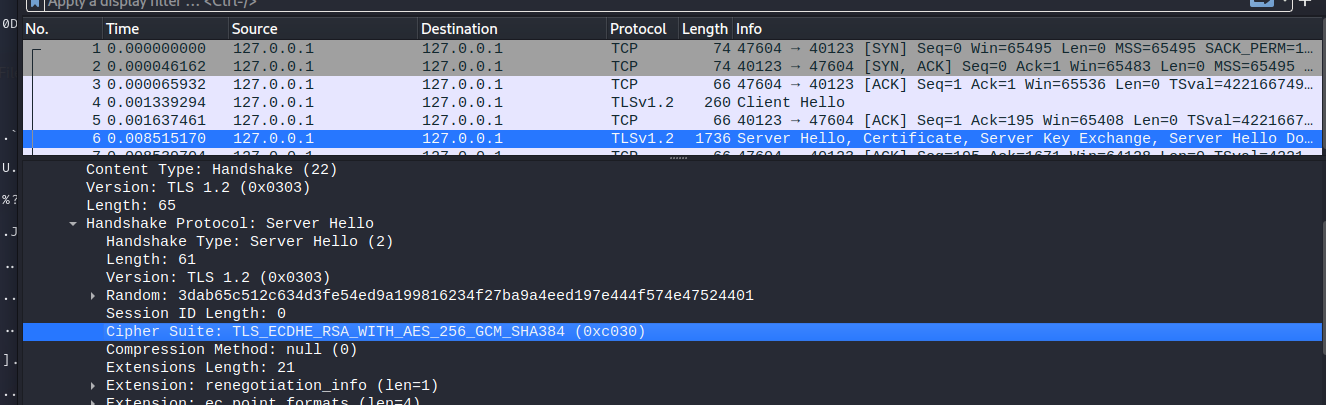 Apply a display filter ... <Ctrl-/>
No. Time Source Destination Protocol Length Info
1 0.000000000 127.0.0.1 127.0.0.1 TCP 74 47604 → 40123 [SYN] Seq=0 Win=65495 Len=0 MSS=65495 SACK_PERM=1…
2 0.000046162 127.0.0.1 127.0.0.1 TCP 74 40123 → 47604 [SYN, ACK] Seq=0 Ack=1 Win=65483 Len=0 MSS=65495 …
3 0.000065932 127.0.0.1 127.0.0.1 TCP 66 47604 → 40123 [ACK] Seq=1 Ack=1 Win=65536 Len=0 TSval=422166749…
4 0.001339294 127.0.0.1 127.0.0.1 TLSv1.2 260 Client Hello
5 0.001637461 127.0.0.1 127.0.0.1 TCP 66 40123 → 47604 [ACK] Seq=1 Ack=195 Win=65408 Len=0 TSval=4221667…
6 0.008515170 127.0.0.1 127.0.0.1 TLSv1.2 1736 Server Hello, Certificate, Server Key Exchange, Server Hello Do…
Content Type: Handshake (22)
Version: TLS 1.2 (0x0303)
Length: 65
Handshake Protocol: Server Hello
Handshake Type: Server Hello (2)
Length: 61
Version: TLS 1.2 (0x0303)
Random: 3dab65c512c634d3fe54ed9a199816234f27ba9a4eed197e444f574e47524401
Session ID Length: 0
Cipher Suite: TLS_ECDHE_RSA_WITH_AES_256_GCM_SHA384 (0xc030)
Compression Method: null (0)
Extensions Length: 21
Extension: renegotiation_info (len=1)
Extension: ec_point_formats (len=4)